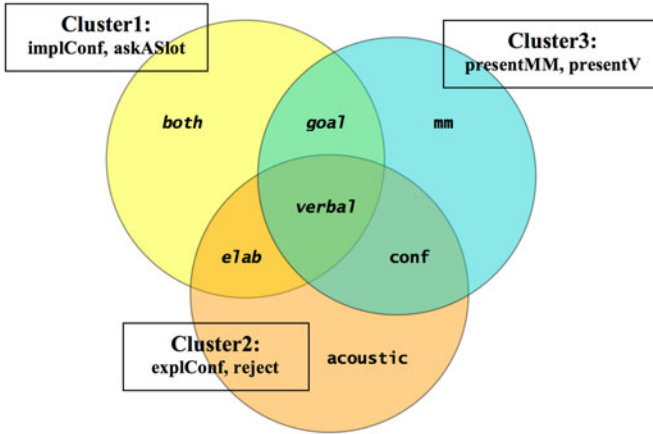 Cluster1:
implConf, askASlot
Cluster3:
presentMM, presentV
both
goal
mm
verbal
elab
conf
Cluster2:
explConf, reject
acoustic